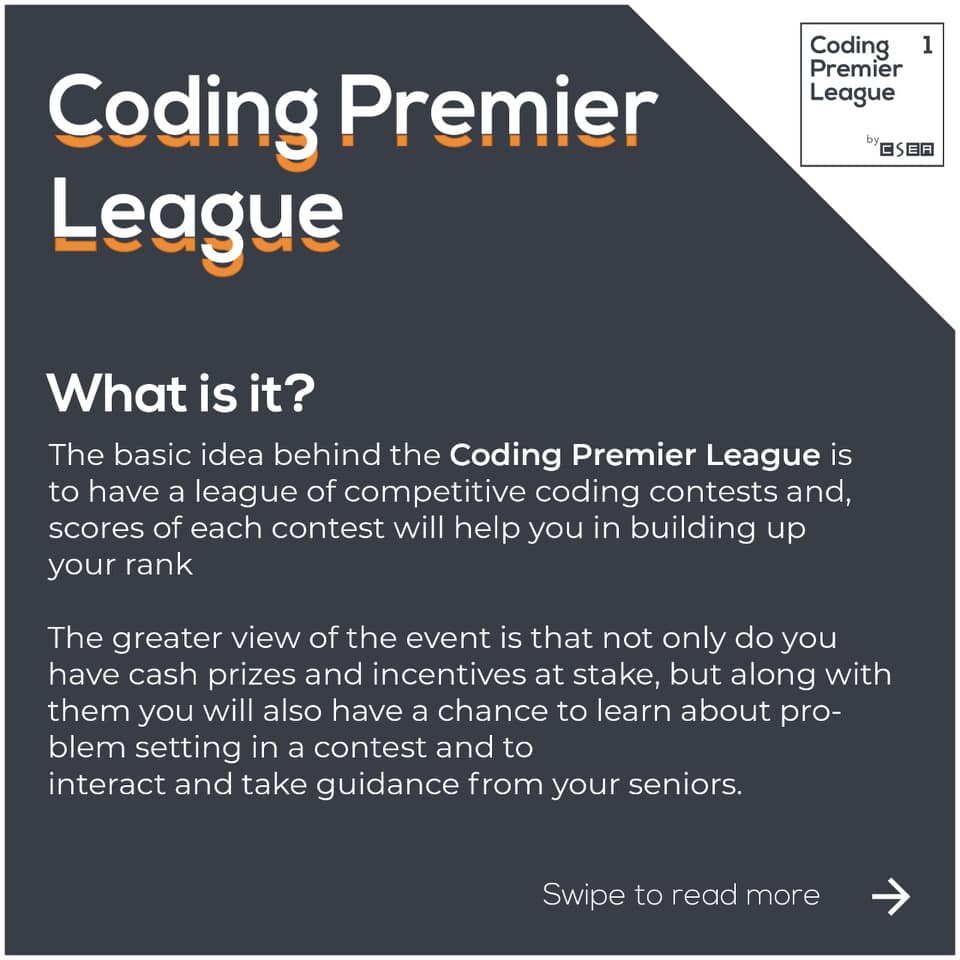 Coding Premier
League
Coding 1
Premier
League
by CSEA
What is it?
The basic idea behind the Coding Premier League is
to have a league of competitive coding contests and,
scores of each contest will help you in building up
your rank
The greater view of the event is that not only do you
have cash prizes and incentives at stake, but along with
them you will also have a chance to learn about pro-
blem setting in a contest and to
interact and take guidance from your seniors.
Swipe to read more